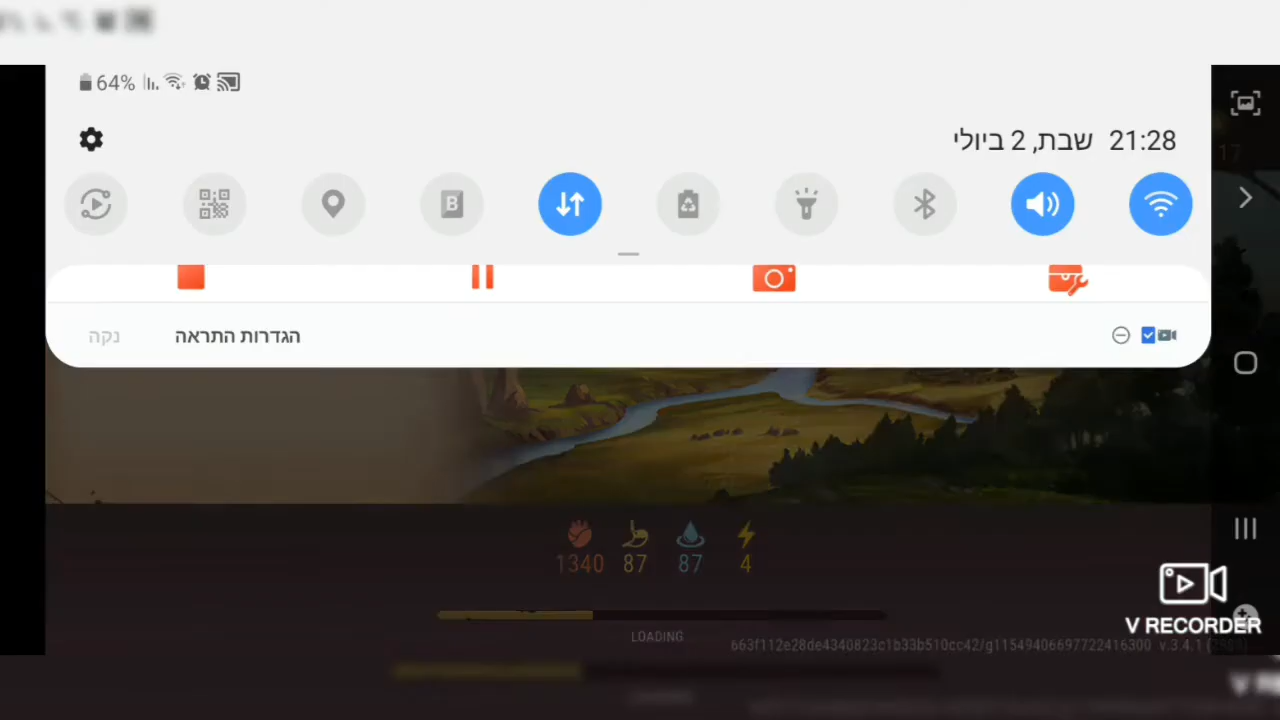 64%
21:28 שבת, 2 ביולי
B
נקה הגדרות התראה
1340 87 87 4
V RECORDER
LOADING
663f112e28de4340823c1b33b510cc42/g11549406697722416300 v.3.4.1
17